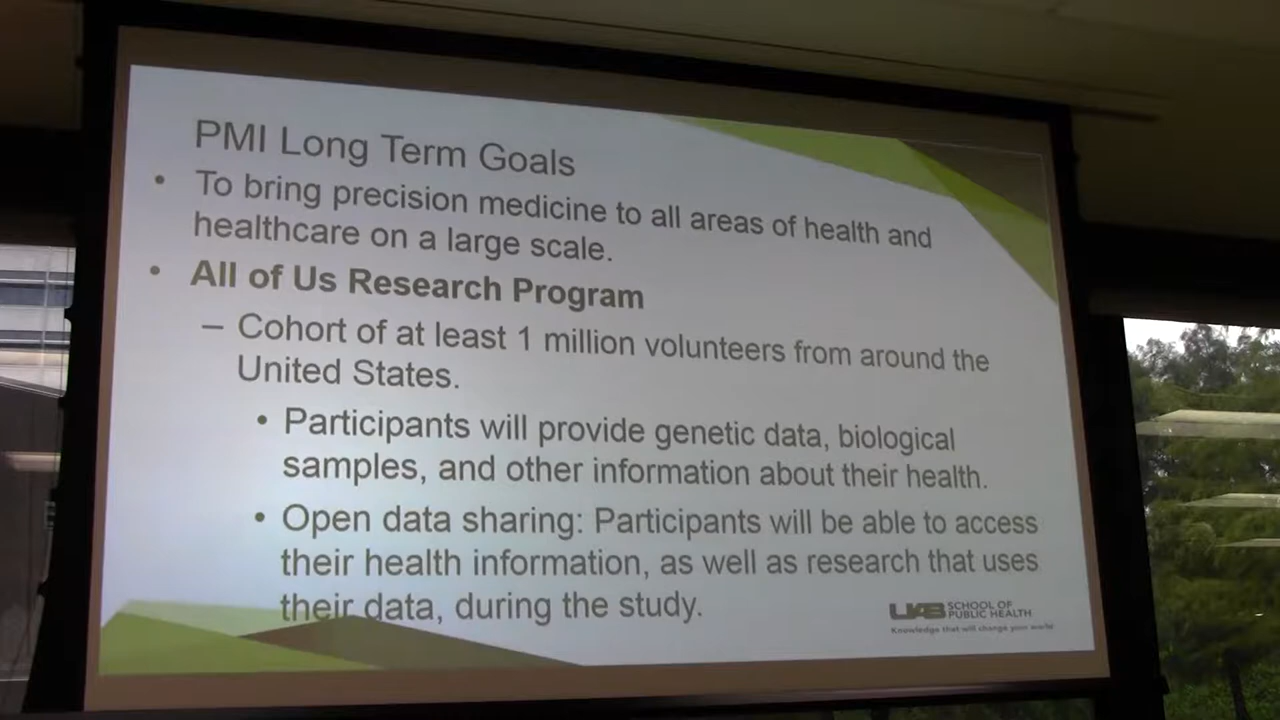 PMI Long Term Goals
• To bring precision medicine to all areas of health and
healthcare on a large scale.
• All of Us Research Program
– Cohort of at least 1 million volunteers from around the
United States.
• Participants will provide genetic data, biological
samples, and other information about their health.
• Open data sharing: Participants will be able to access
their health information, as well as research that uses
their data, during the study.
UAB SCHOOL OF
PUBLIC HEALTH
Knowledge that will change your world